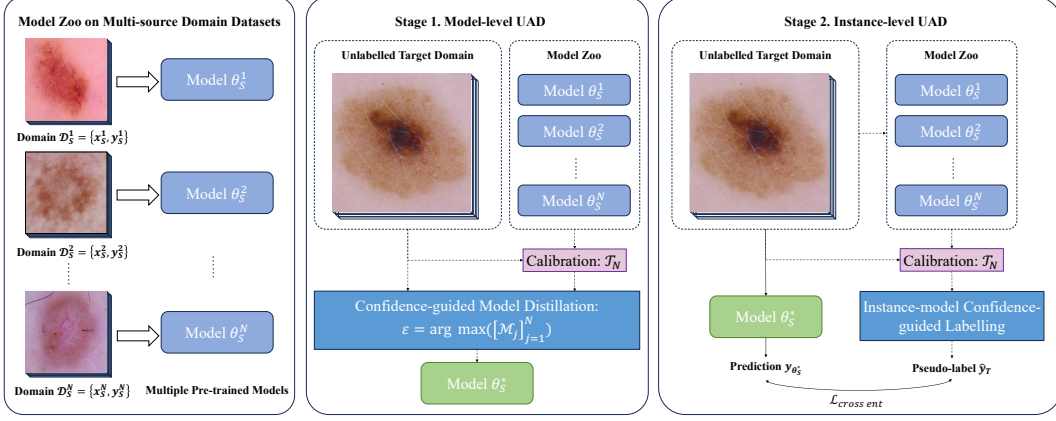 Model Zoo on Multi-source Domain Datasets
Model θ_S^1
Domain 𝒟_S^1 = {x_S^1, y_S^1}
Model θ_S^2
Domain 𝒟_S^2 = {x_S^2, y_S^2}
Model θ_S^N
Domain 𝒟_S^N = {x_S^N, y_S^N}
Multiple Pre-trained Models
Stage 1. Model-level UAD
Unlabelled Target Domain
Model Zoo
Model θ_S^1
Model θ_S^2
Model θ_S^N
Calibration: 𝒯_N^*
Confidence-guided Model Distillation:
ε = arg max([ℳ_j]_{j=1}^N)
Model θ_S^*
Stage 2. Instance-level UAD
Unlabelled Target Domain
Model Zoo
Model θ_S^1
Model θ_S^2
Model θ_S^N
Calibration: 𝒯_N^*
Model θ_S^*
Instance-model Confidence-
guided Labelling
Prediction y_{θ_S^*}
Pseudo-label ŷ_T
ℒ_{cross ent}